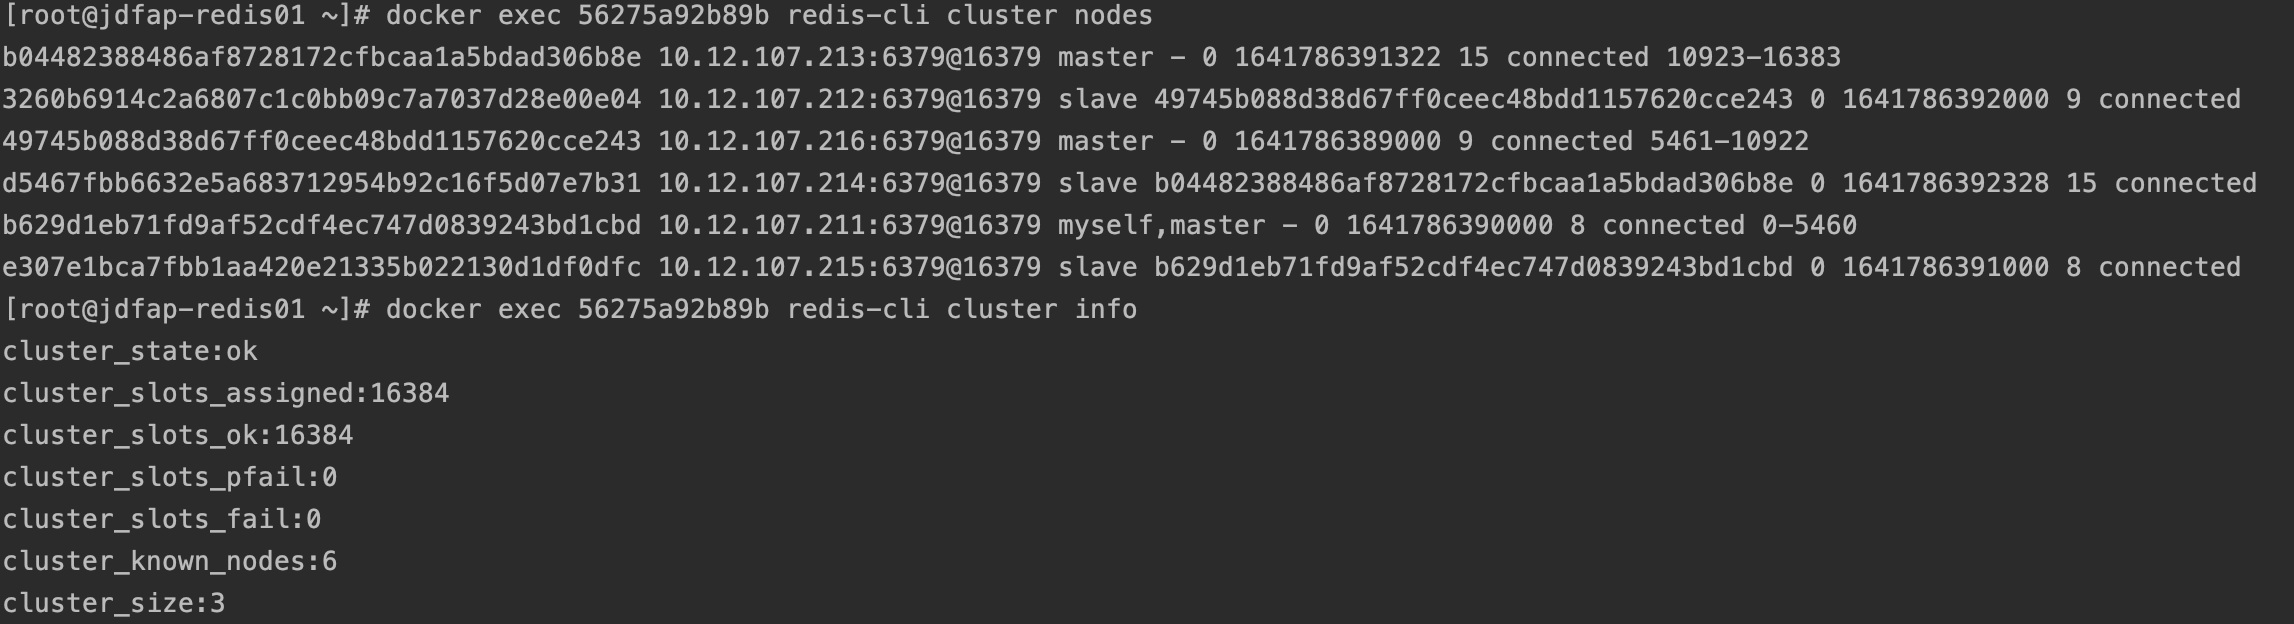 [root@jdfap-redis01 ~]# docker exec 56275a92b89b redis-cli cluster nodes
b04482388486af8728172cfbcaa1a5bdad306b8e 10.12.107.213:6379@16379 master - 0 1641786391322 15 connected 10923-16383
3260b6914c2a6807c1c0bb09c7a7037d28e00e04 10.12.107.212:6379@16379 slave 49745b088d38d67ff0ceec48bdd1157620cce243 0 1641786392000 9 connected
49745b088d38d67ff0ceec48bdd1157620cce243 10.12.107.216:6379@16379 master - 0 1641786389000 9 connected 5461-10922
d5467fbb6632e5a683712954b92c16f5d07e7b31 10.12.107.214:6379@16379 slave b04482388486af8728172cfbcaa1a5bdad306b8e 0 1641786392328 15 connected
b629d1eb71fd9af52cdf4ec747d0839243bd1cbd 10.12.107.211:6379@16379 myself,master - 0 1641786390000 8 connected 0-5460
e307e1bca7fbb1aa420e21335b022130d1df0dfc 10.12.107.215:6379@16379 slave b629d1eb71fd9af52cdf4ec747d0839243bd1cbd 0 1641786391000 8 connected
[root@jdfap-redis01 ~]# docker exec 56275a92b89b redis-cli cluster info
cluster_state:ok
cluster_slots_assigned:16384
cluster_slots_ok:16384
cluster_slots_pfail:0
cluster_slots_fail:0
cluster_known_nodes:6
cluster_size:3